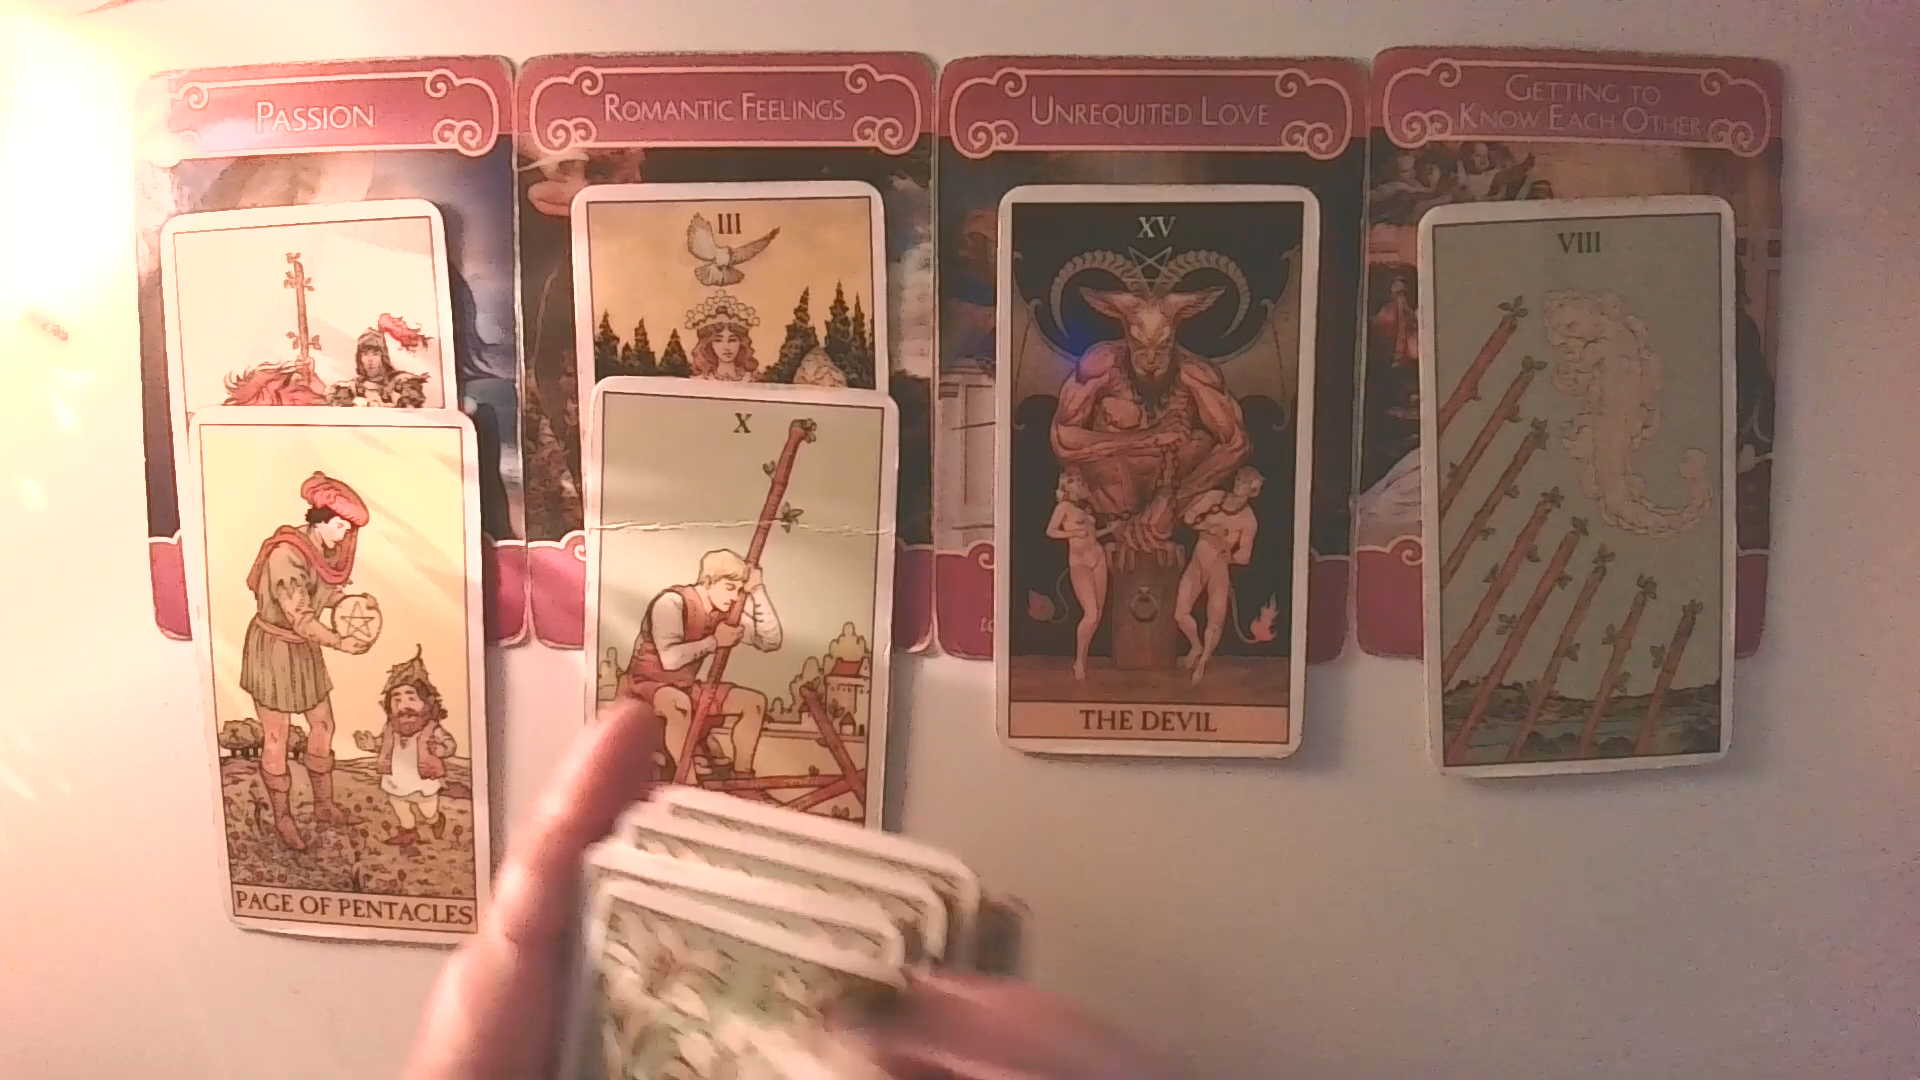 PASSION
ROMANTIC FEELINGS
UNREQUITED LOVE
GETTING TO
KNOW EACH OTHER
III
XV
VIII
X
THE DEVIL
PAGE OF PENTACLES